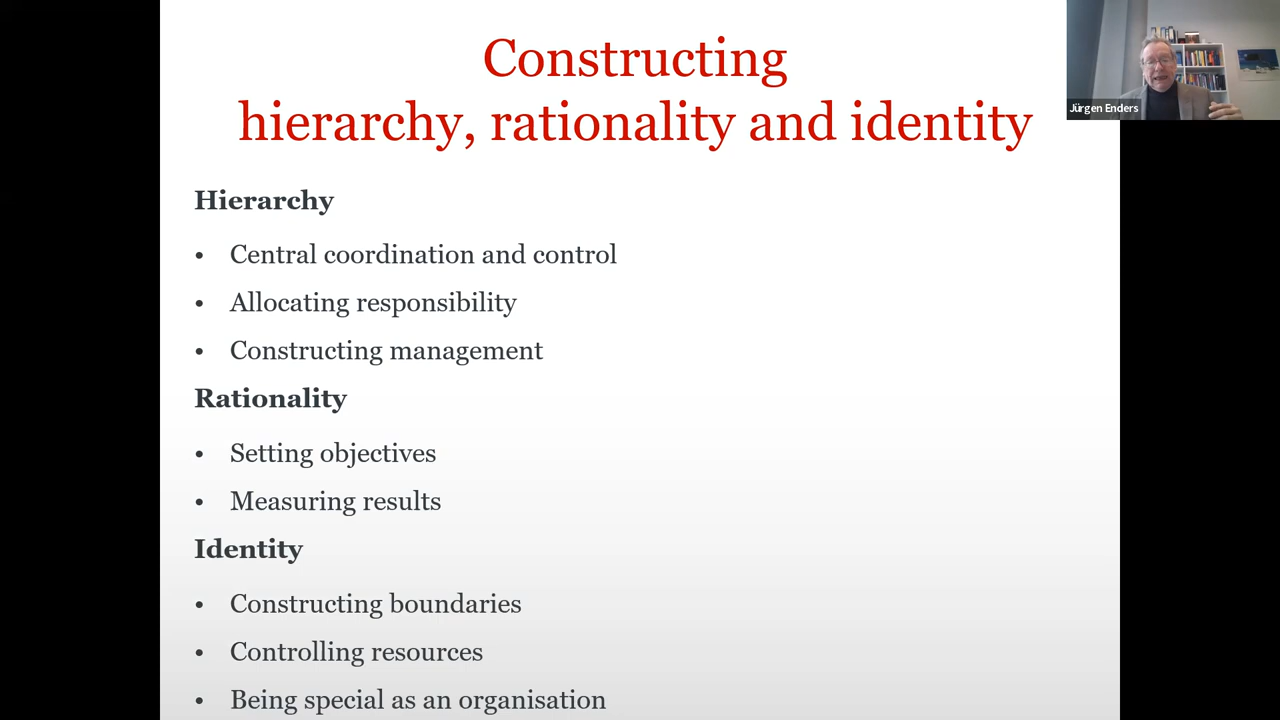 Constructing
hierarchy, rationality and identity
Jürgen Enders
Hierarchy
• Central coordination and control
• Allocating responsibility
• Constructing management
Rationality
• Setting objectives
• Measuring results
Identity
• Constructing boundaries
• Controlling resources
• Being special as an organisation